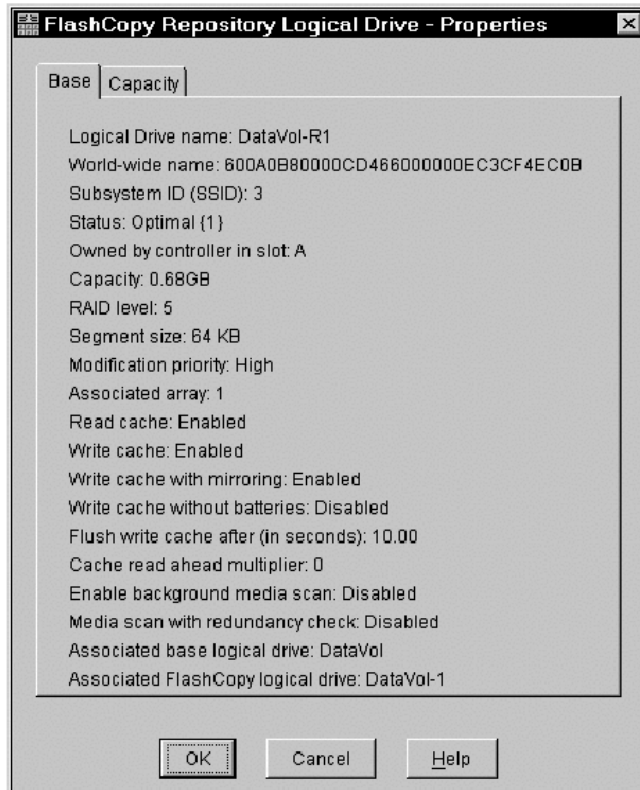 FlashCopy Repository Logical Drive - Properties
Base Capacity
Logical Drive name: DataVol-R1
World-wide name: 600A0B80000CD466000000EC3CF4EC0B
Subsystem ID (SSID): 3
Status: Optimal {1}
Owned by controller in slot: A
Capacity: 0.68GB
RAID level: 5
Segment size: 64 KB
Modification priority: High
Associated array: 1
Read cache: Enabled
Write cache: Enabled
Write cache with mirroring: Enabled
Write cache without batteries: Disabled
Flush write cache after (in seconds): 10.00
Cache read ahead multiplier: 0
Enable background media scan: Disabled
Media scan with redundancy check: Disabled
Associated base logical drive: DataVol
Associated FlashCopy logical drive: DataVol-1
OK Cancel Help